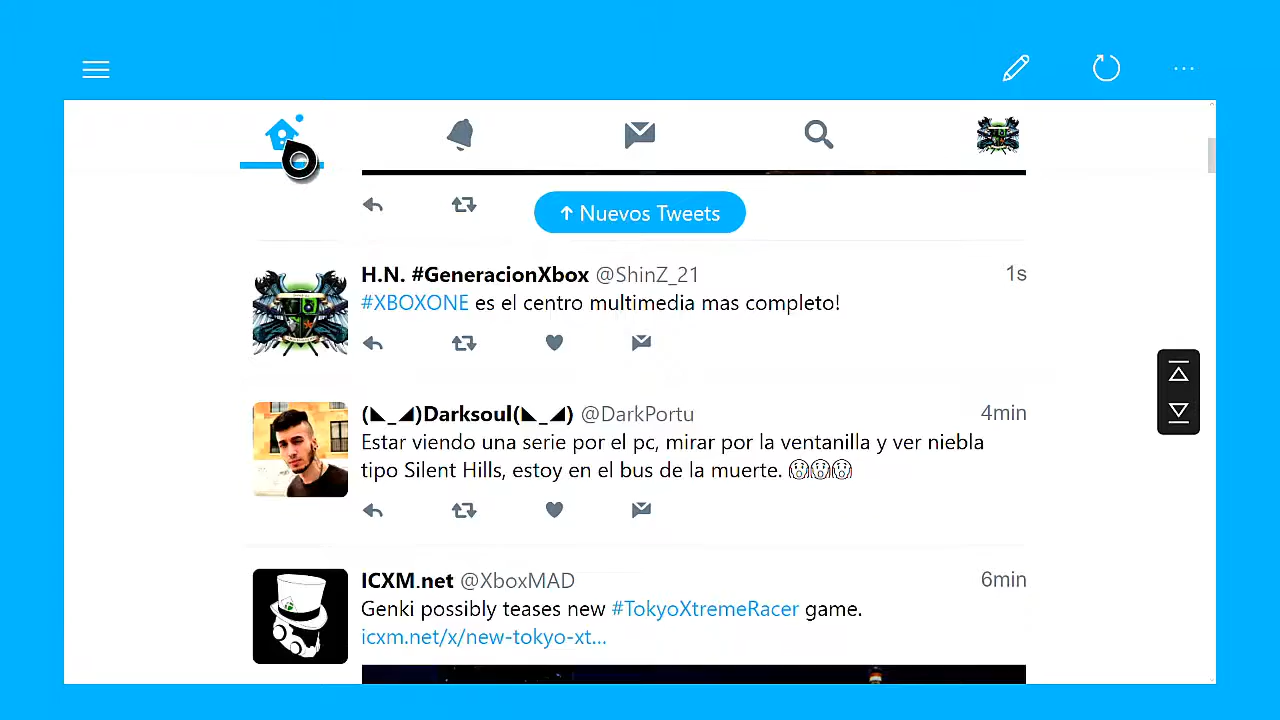 ↑ Nuevos Tweets
H.N. #GeneracionXbox @ShinZ_21 1s
#XBOXONE es el centro multimedia mas completo!
(◣_◢)Darksoul(◣_◢) @DarkPortu 4min
Estar viendo una serie por el pc, mirar por la ventanilla y ver niebla
tipo Silent Hills, estoy en el bus de la muerte. 😰😰😰
ICXM.net @XboxMAD 6min
Genki possibly teases new #TokyoXtremeRacer game.
icxm.net/x/new-tokyo-xt...